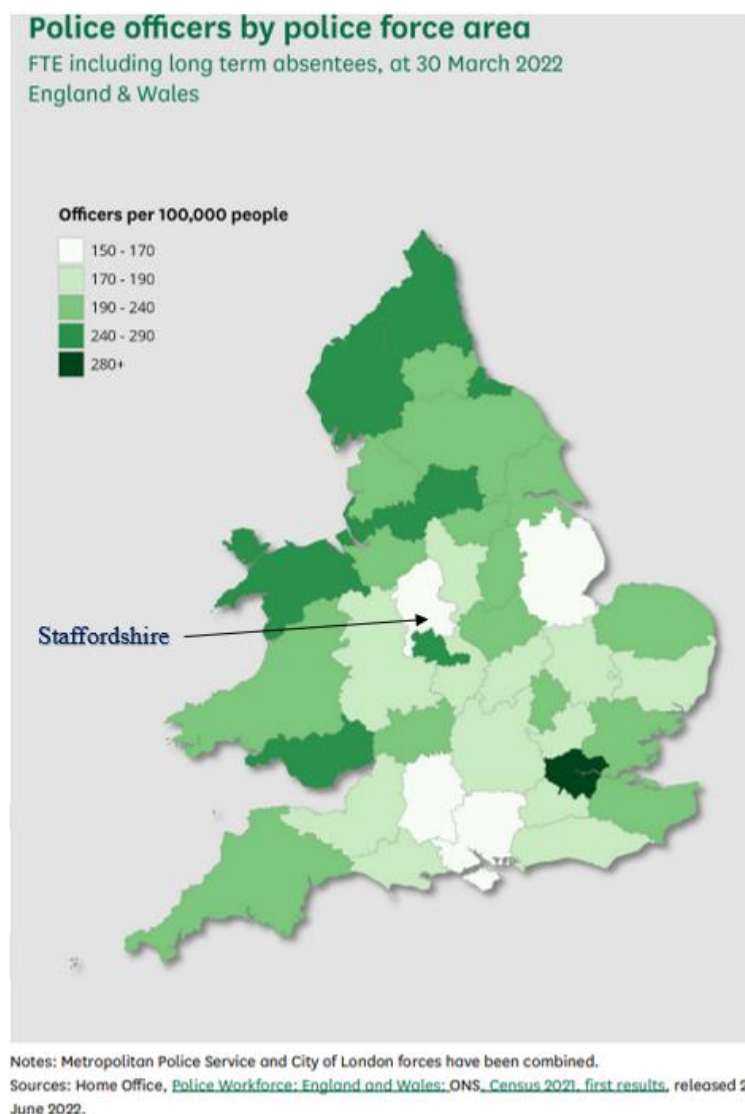 Police officers by police force area
FTE including long term absentees, at 30 March 2022
England & Wales
Officers per 100,000 people
150 - 170
170 - 190
190 - 240
240 - 290
280+
Staffordshire
Notes: Metropolitan Police Service and City of London forces have been combined.
Sources: Home Office, Police Workforce: England and Wales; ONS, Census 2021, first results, released 2
June 2022.